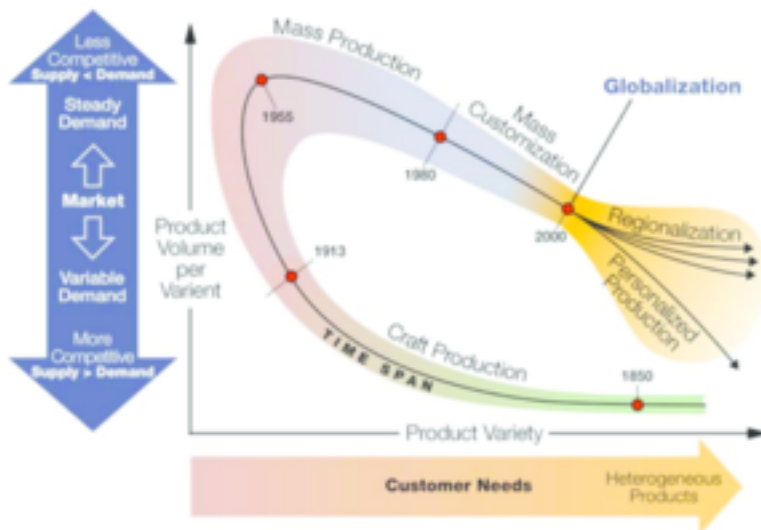 Less
Competitive
Supply < Demand
Steady
Demand
Market
Variable
Demand
More
Competitive
Supply > Demand
Product
Volume
per
Varient
Mass Production
Mass
Customization
Globalization
1955
1980
2000
Regionalization
Personalized
Production
1913
Craft Production
TIME SPAN
1850
Product Variety
Customer Needs
Heterogeneous
Products